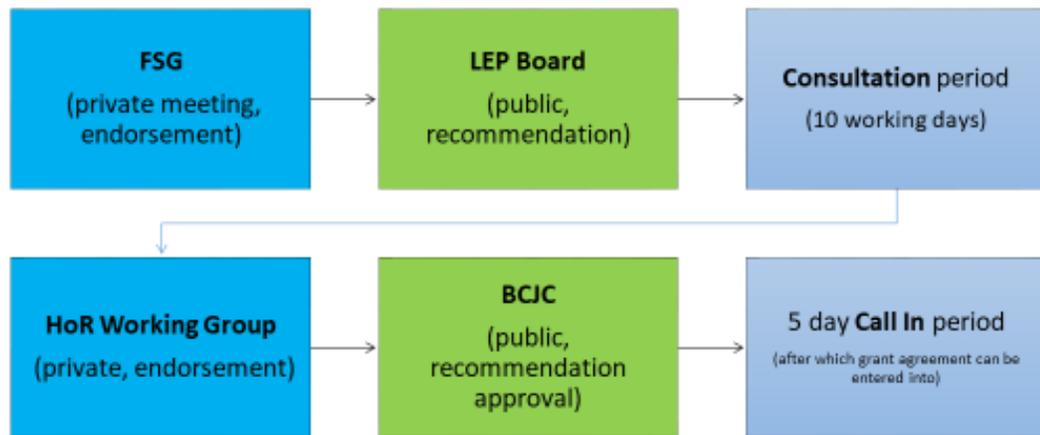 FSG
(private meeting,
endorsement)
LEP Board
(public,
recommendation)
Consultation period
(10 working days)
HoR Working Group
(private, endorsement)
BCJC
(public,
recommendation
approval)
5 day Call In period
(after which grant agreement can be
entered into)